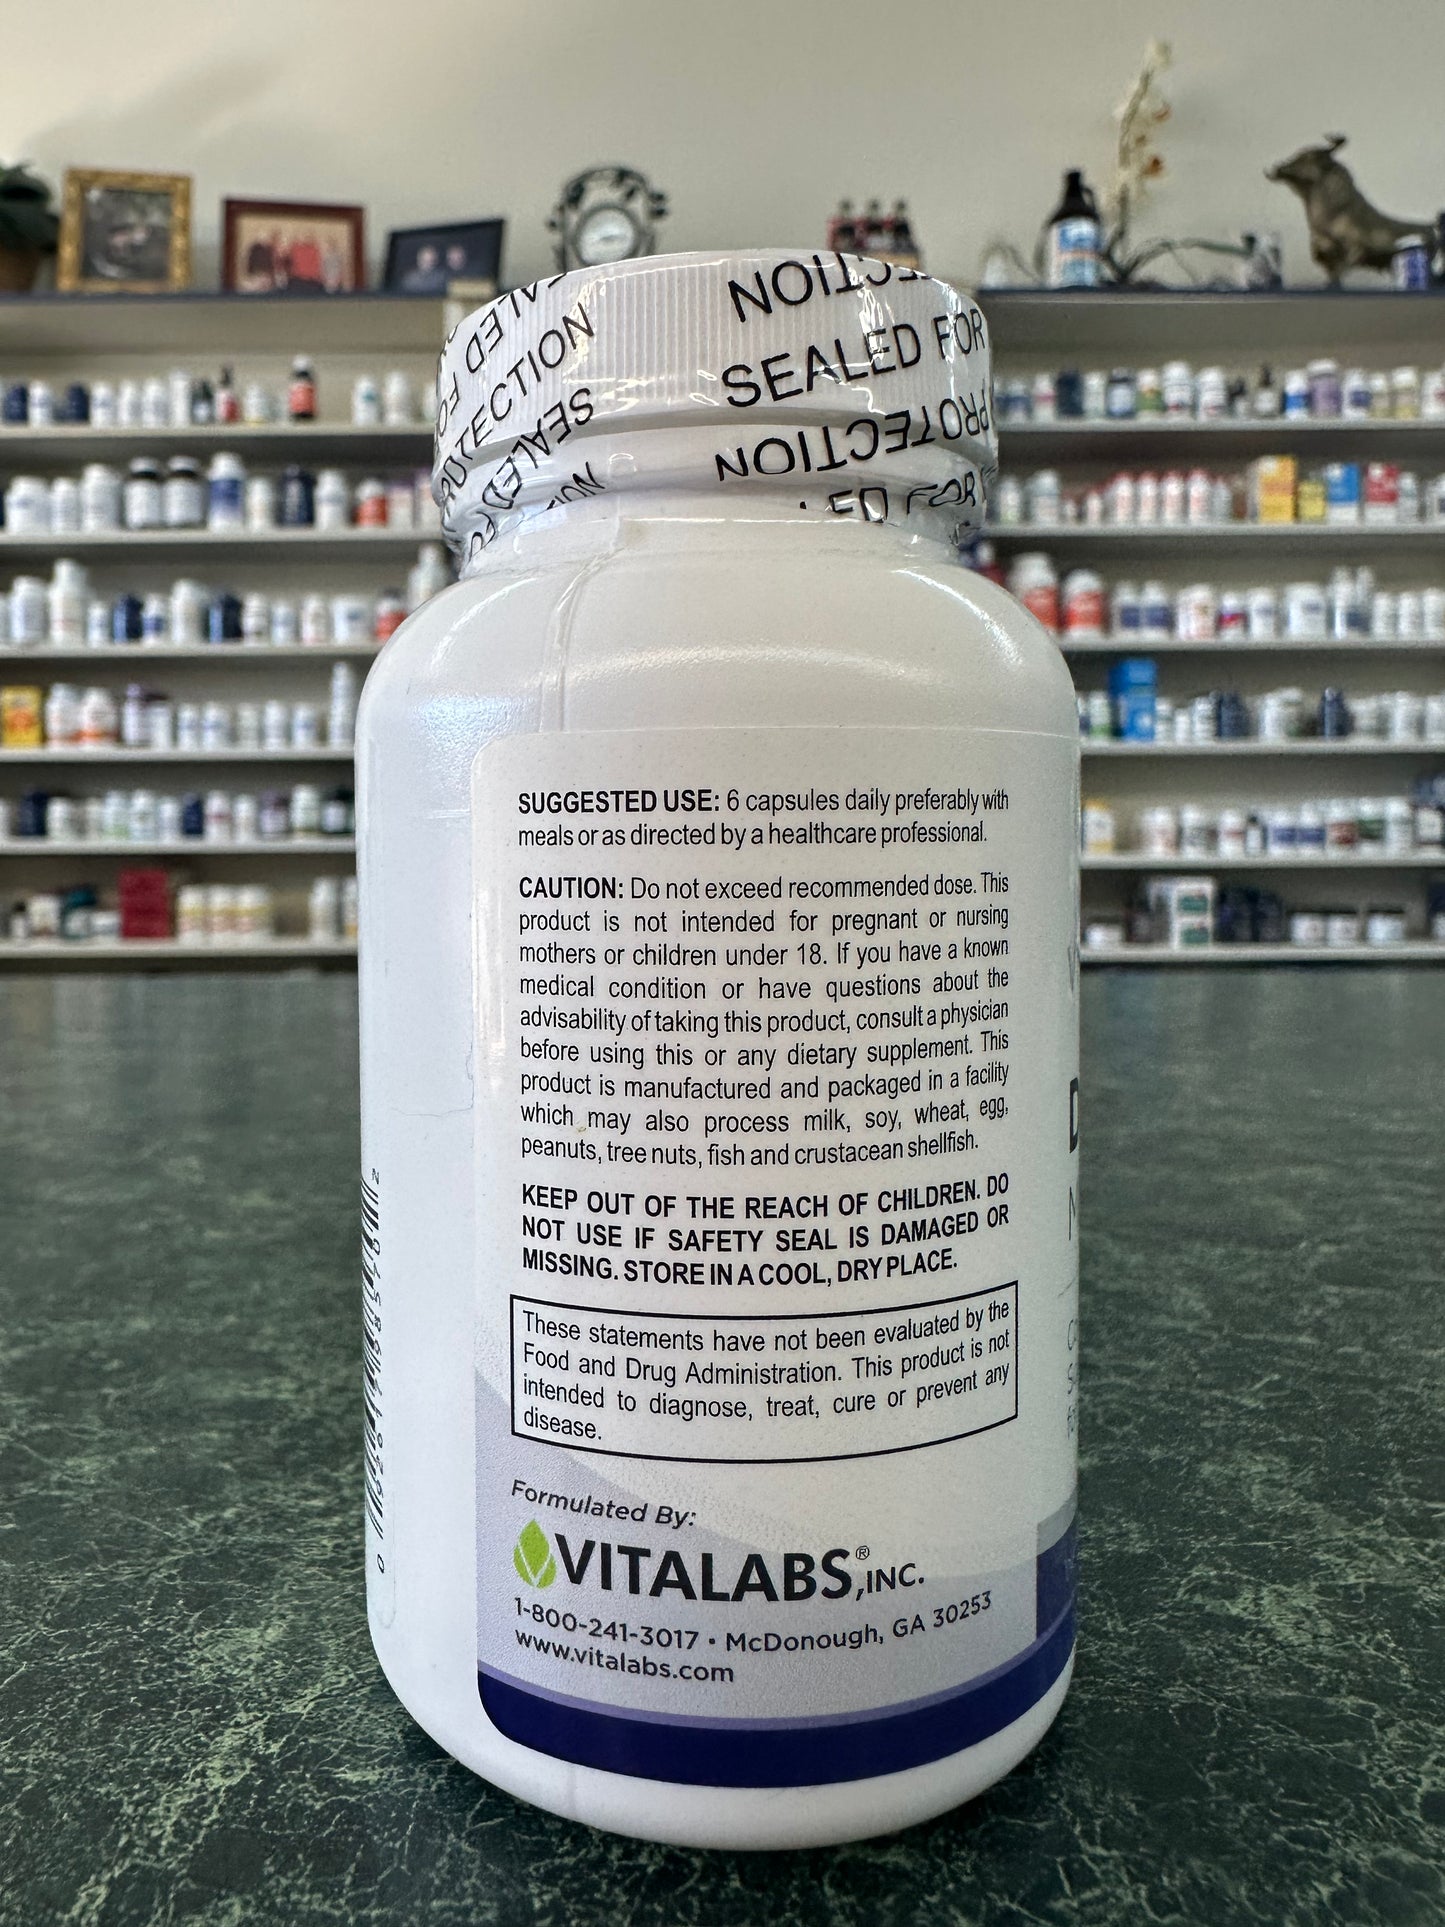 NOITC
SEALED FOR
PROTECTION
SEALED
PROTECTION
SUGGESTED USE: 6 capsules daily preferably with
meals or as directed by a healthcare professional.
CAUTION: Do not exceed recommended dose. This
product is not intended for pregnant or nursing
mothers or children under 18. If you have a known
medical condition or have questions about the
advisability of taking this product, consult a physician
before using this or any dietary supplement. This
product is manufactured and packaged in a facility
which may also process milk, soy, wheat, egg,
peanuts, tree nuts, fish and crustacean shellfish.
KEEP OUT OF THE REACH OF CHILDREN. DO
NOT USE IF SAFETY SEAL IS DAMAGED OR
MISSING. STORE IN A COOL, DRY PLACE.
These statements have not been evaluated by the
Food and Drug Administration. This product is not
intended to diagnose, treat, cure or prevent any
disease.
Formulated By:
VITALABS®, INC.
1-800-241-3017 • McDonough, GA 30253
www.vitalabs.com